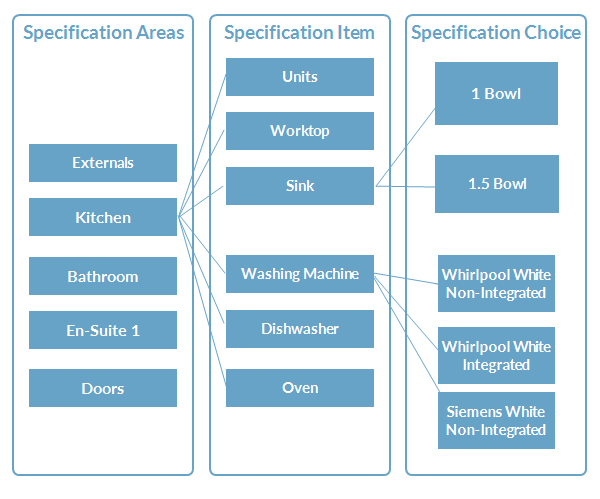 Specification Areas
Externals
Kitchen
Bathroom
En-Suite 1
Doors
Specification Item
Units
Worktop
Sink
Washing Machine
Dishwasher
Oven
Specification Choice
1 Bowl
1.5 Bowl
Whirlpool White
Non-Integrated
Whirlpool White
Integrated
Siemens White
Non-Integrated